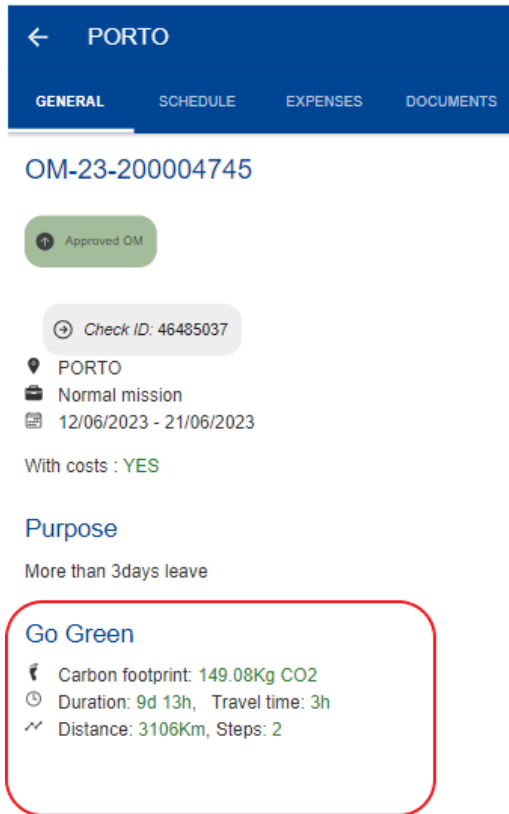 PORTO
GENERAL SCHEDULE EXPENSES DOCUMENTS
OM-23-200004745
Approved OM
Check ID: 46485037
PORTO
Normal mission
12/06/2023 - 21/06/2023
With costs : YES
Purpose
More than 3days leave
Go Green
Carbon footprint: 149.08Kg CO2
Duration: 9d 13h, Travel time: 3h
Distance: 3106Km, Steps: 2